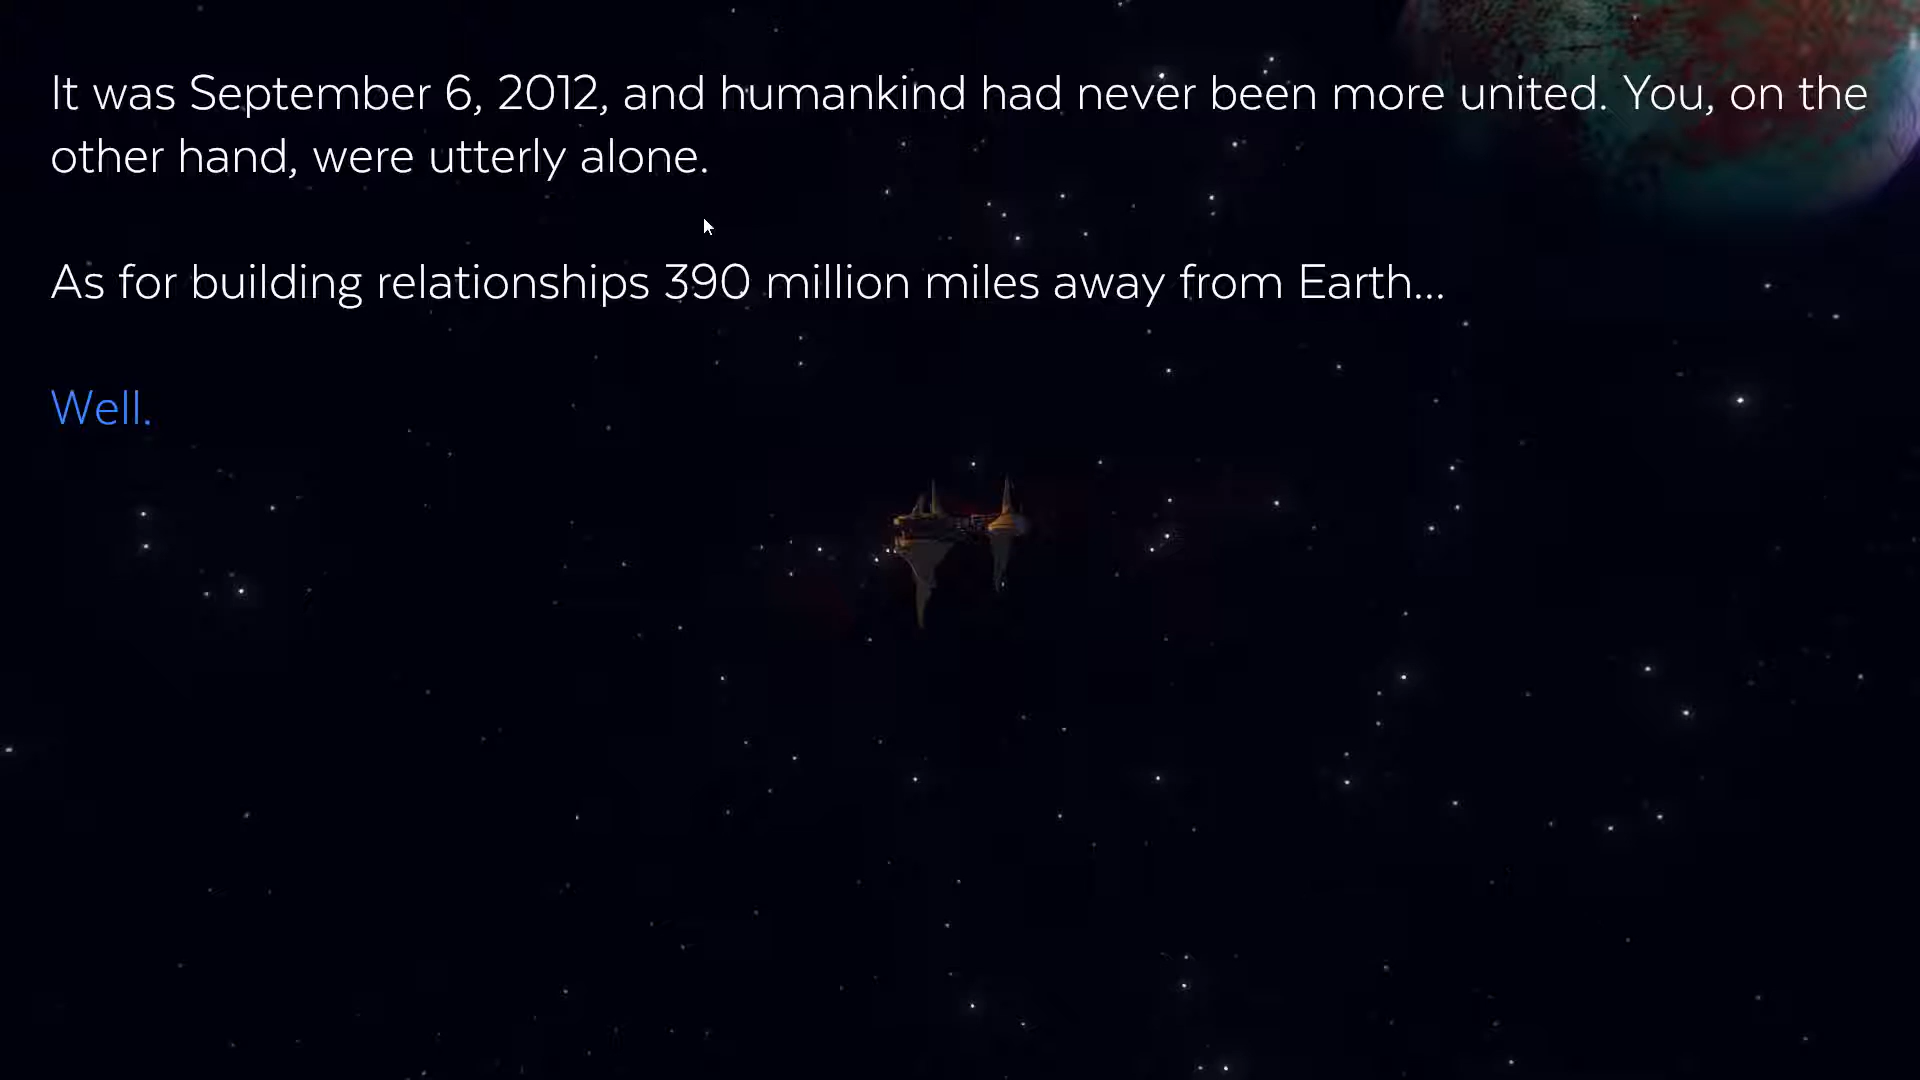 It was September 6, 2012, and humankind had never been more united. You, on the
other hand, were utterly alone.
As for building relationships 390 million miles away from Earth...
Well.